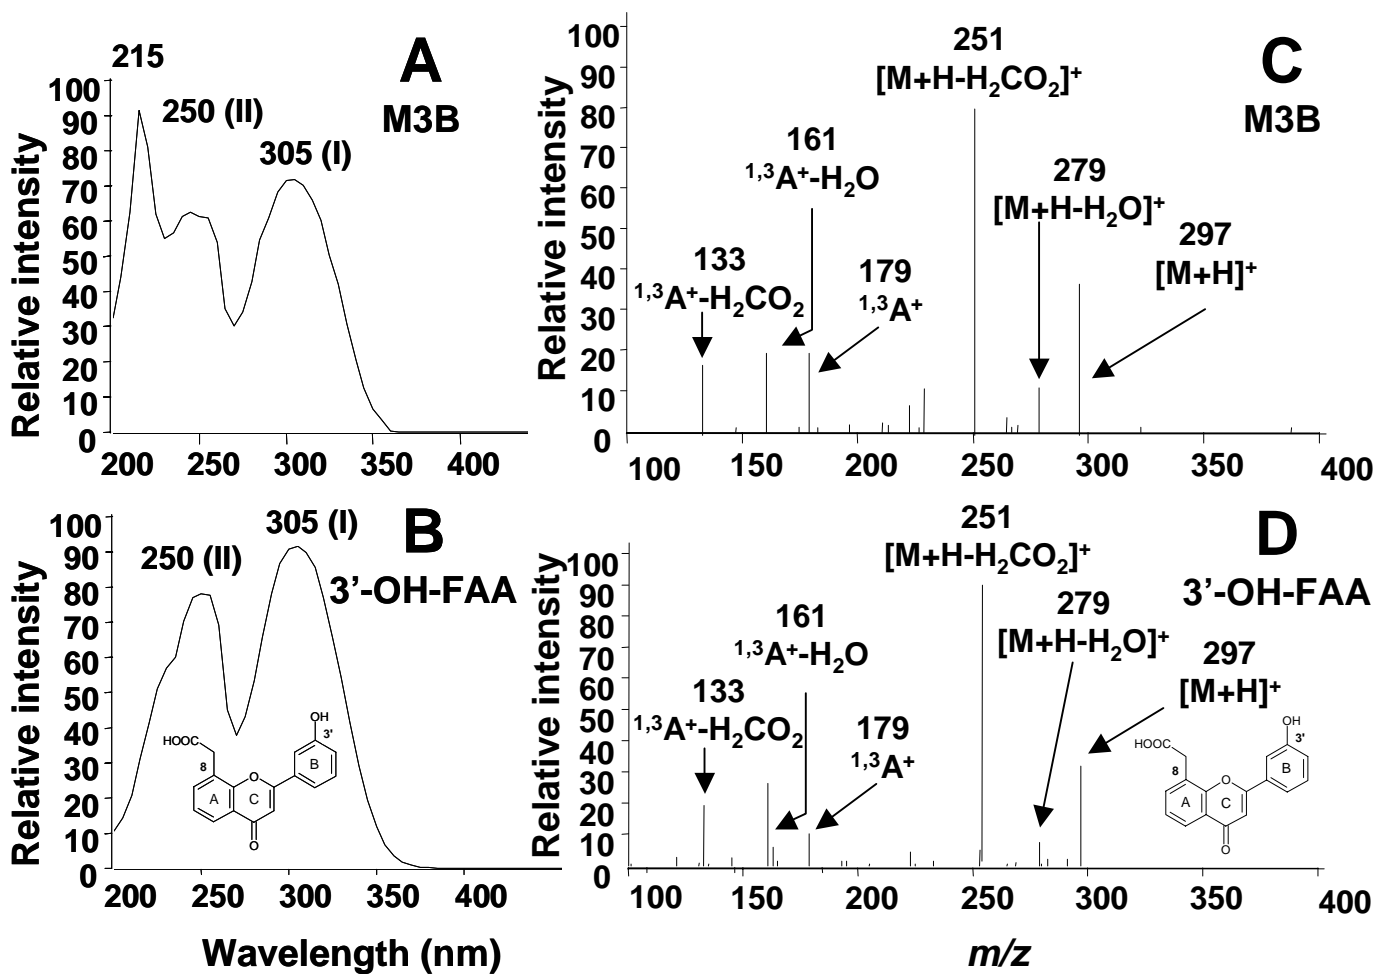 A
M3B
215
250 (II)
305 (I)
Relative intensity
100
90
80
70
60
50
40
30
20
10
0
200 250 300 350 400
C
M3B
251
[M+H-H₂CO₂]⁺
161
¹,³A⁺-H₂O
279
[M+H-H₂O]⁺
297
[M+H]⁺
133
¹,³A⁺-H₂CO₂
179
¹,³A⁺
Relative intensity
100
90
80
70
60
50
40
30
20
10
0
100 150 200 250 300 350 400
B
3’-OH-FAA
305 (I)
250 (II)
Relative intensity
100
90
80
70
60
50
40
30
20
10
0
OH
3'
HOOC
8
O
B
A
C
O
200 250 300 350 400
Wavelength (nm)
D
3’-OH-FAA
251
[M+H-H₂CO₂]⁺
161
¹,³A⁺-H₂O
279
[M+H-H₂O]⁺
297
[M+H]⁺
133
¹,³A⁺-H₂CO₂
179
¹,³A⁺
Relative intensity
100
90
80
70
60
50
40
30
20
10
0
OH
3'
HOOC
8
O
B
A
C
O
100 150 200 250 300 350 400
m/z